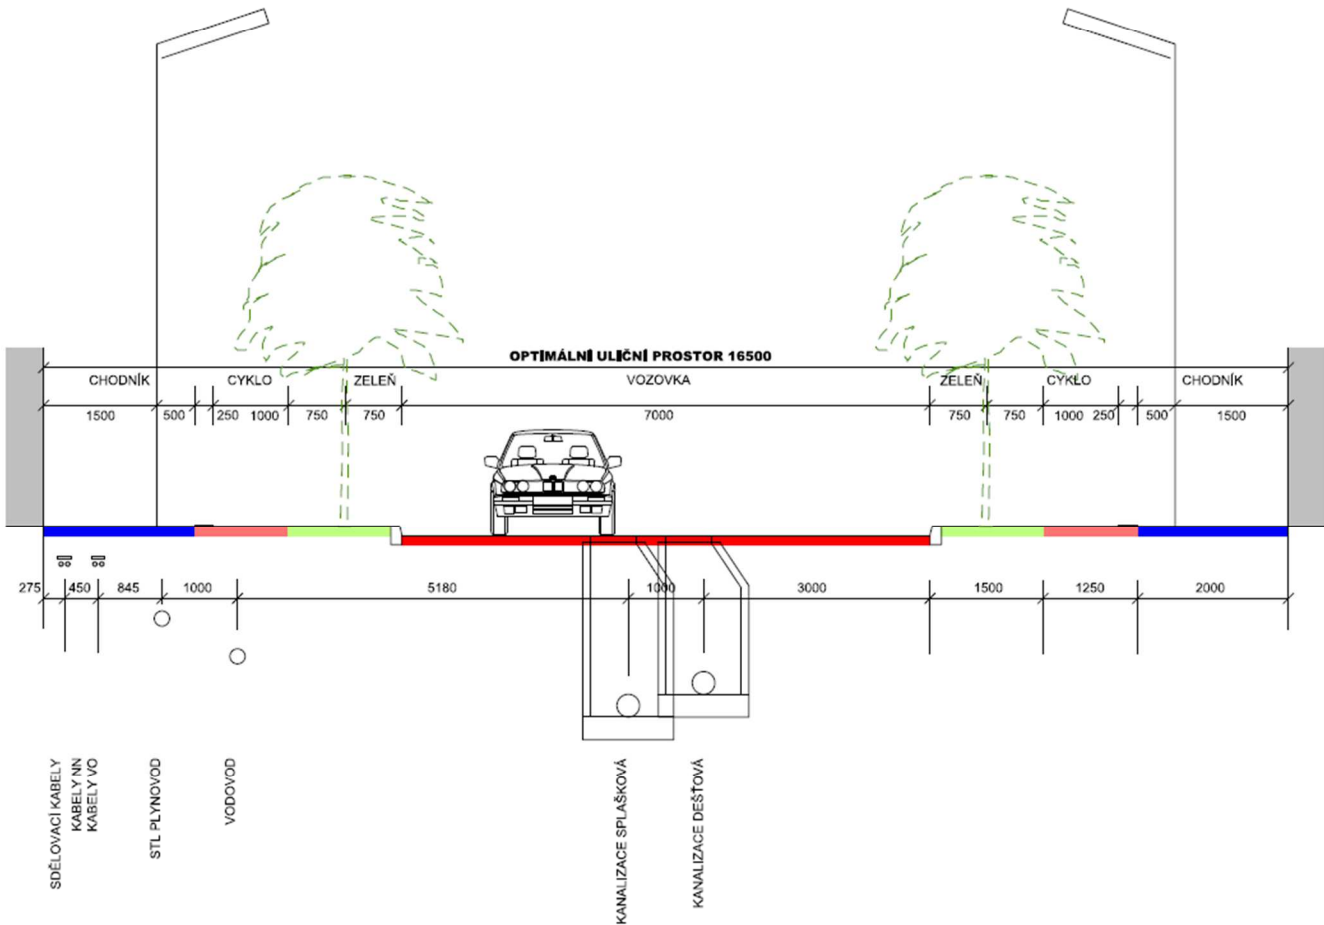 OPTIMÁLNÍ ULIČNÍ PROSTOR 16500
CHODNÍK CYKLO ZELEŇ VOZOVKA ZELEŇ CYKLO CHODNÍK
1500 500 250 1000 750 750 7000 750 750 1000 250 500 1500
275 450 845 1000 5180 1000 3000 1500 1250 2000
SDĚLOVACÍ KABELY
KABELY NN
KABELY VO
STL PLYNOVOD
VODOVOD
KANALIZACE SPLAŠKOVÁ
KANALIZACE DEŠŤOVÁ